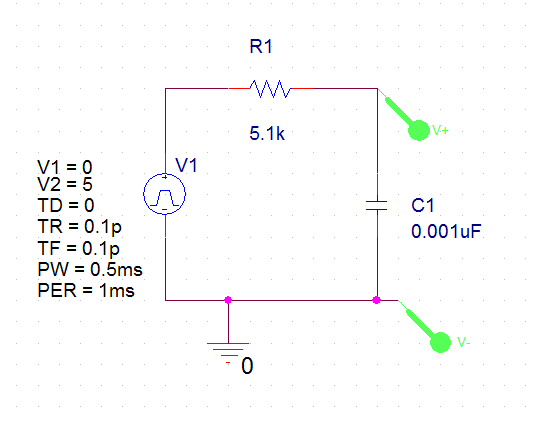 R1
5.1k
V+
V1
V1 = 0
V2 = 5
TD = 0
TR = 0.1p
TF = 0.1p
PW = 0.5ms
PER = 1ms
C1
0.001uF
V-
0